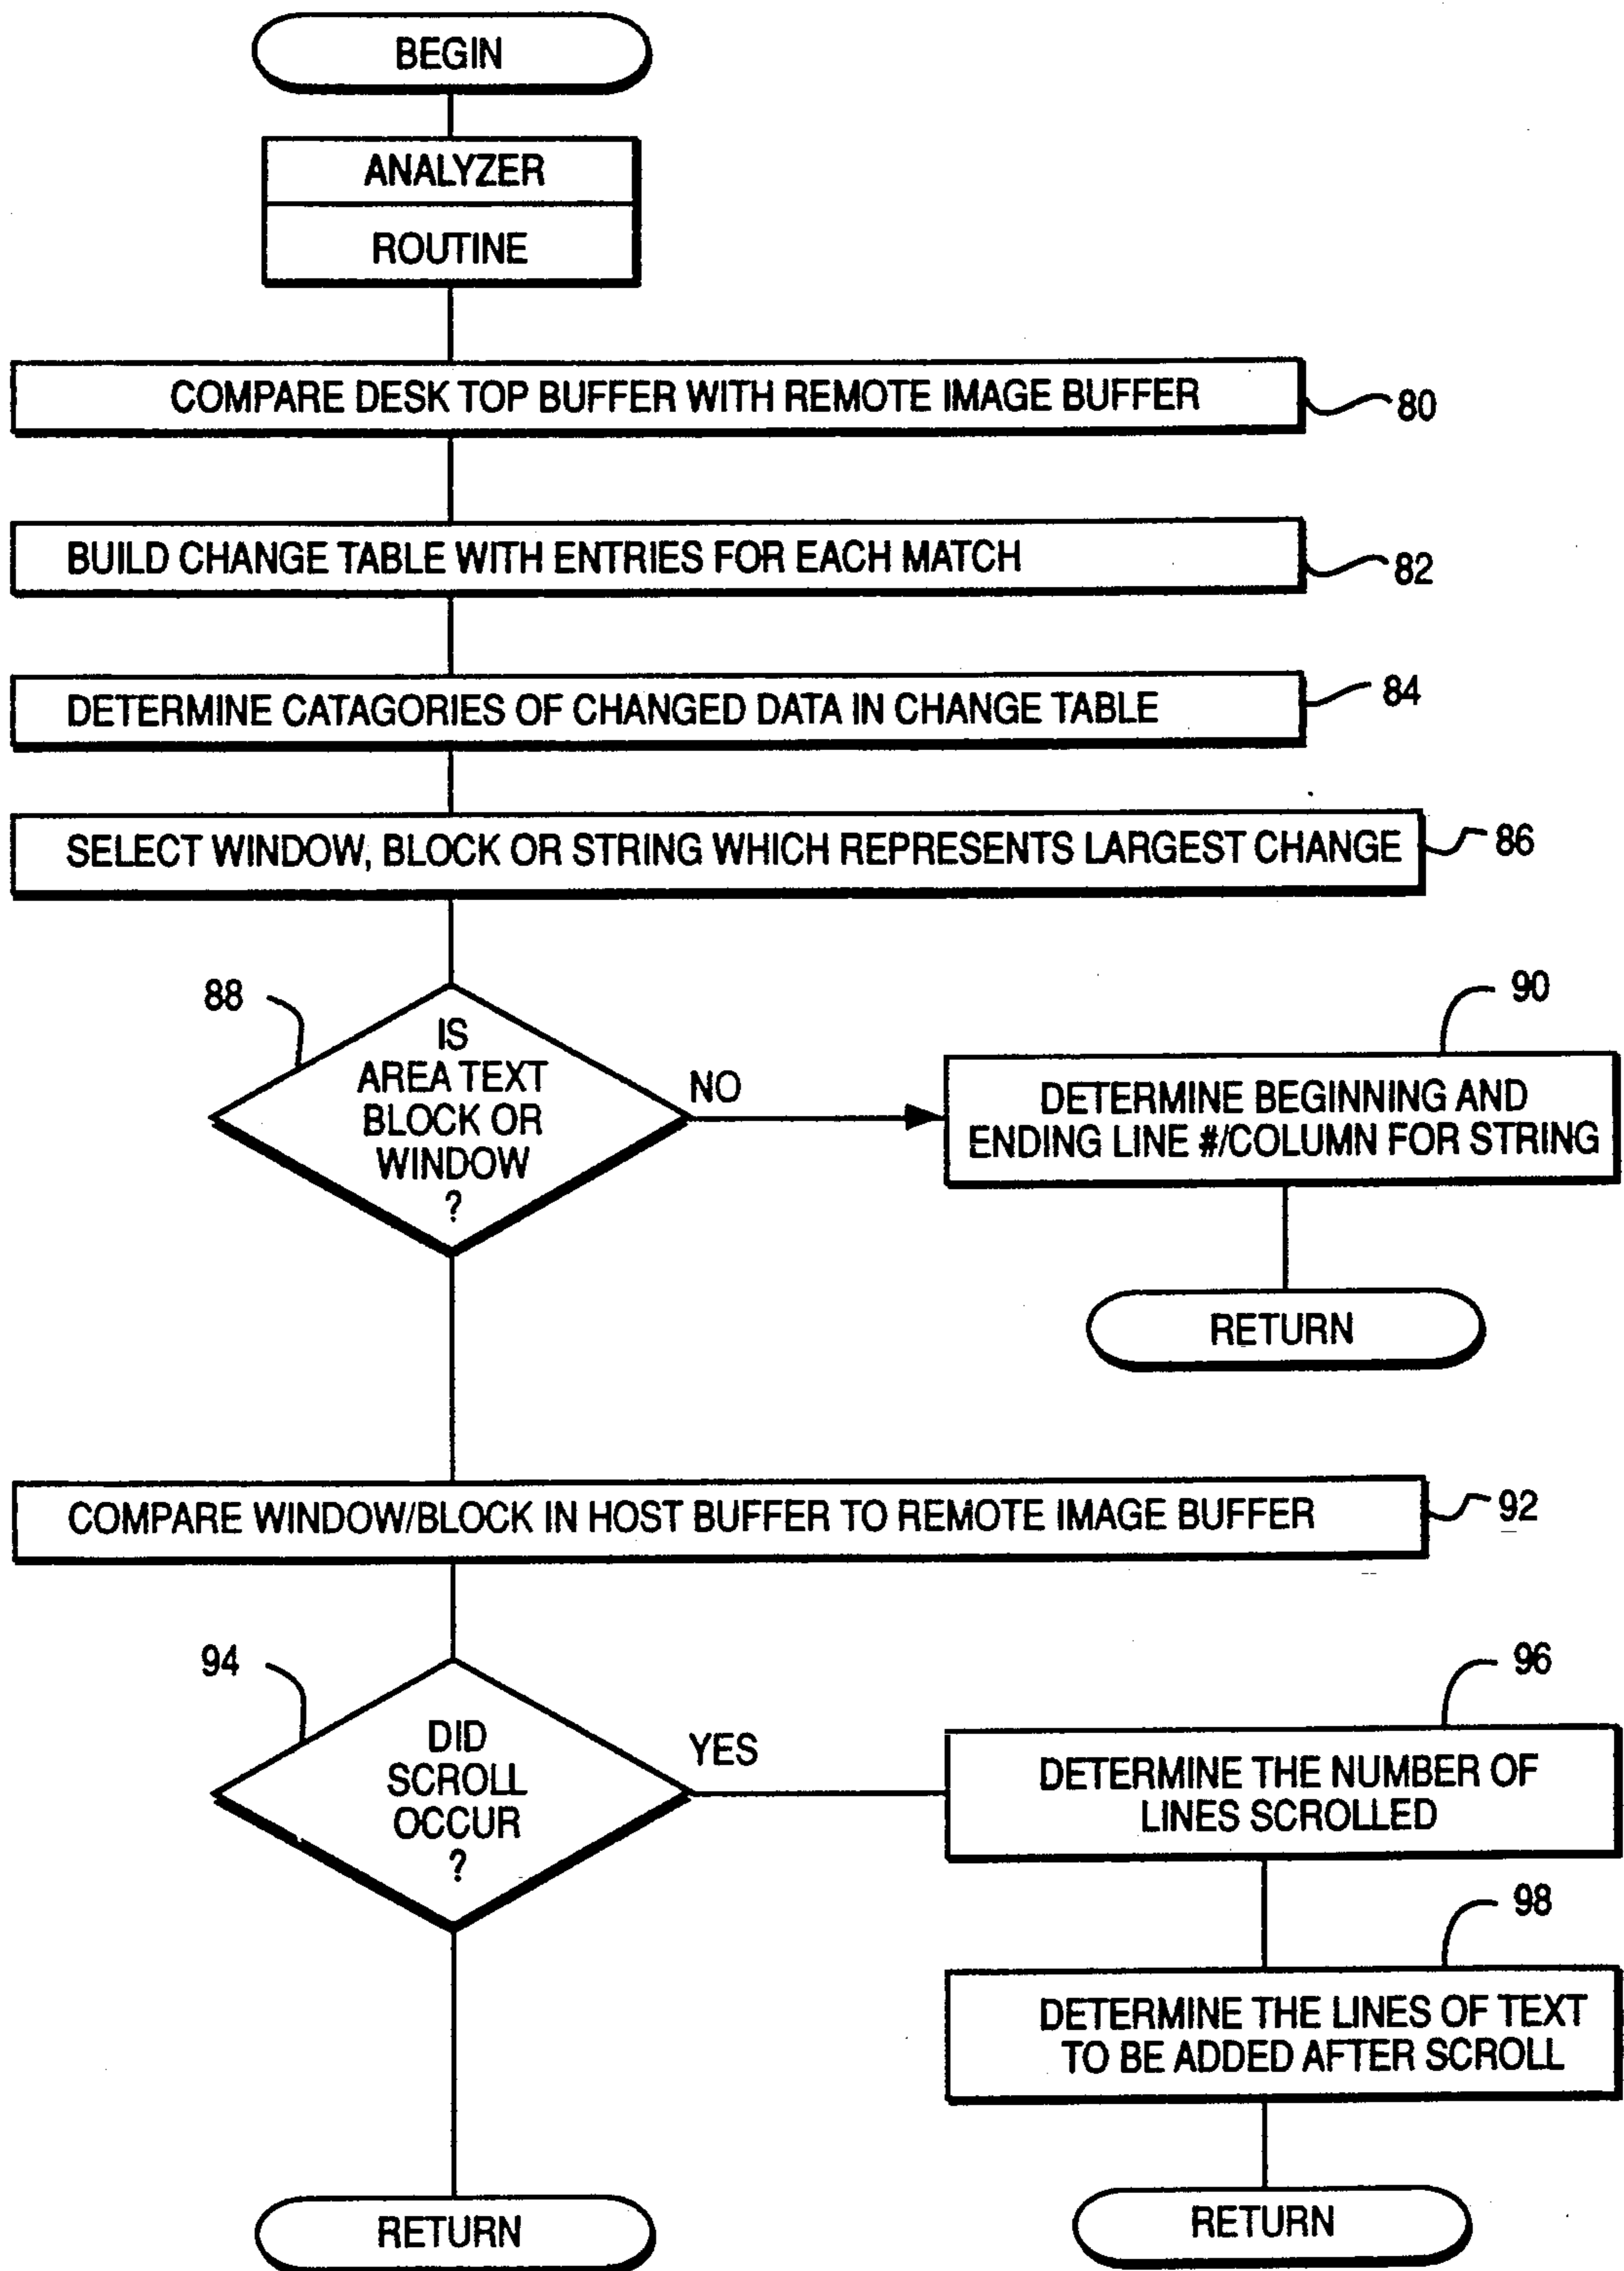 BEGIN
ANALYZER
ROUTINE
COMPARE DESK TOP BUFFER WITH REMOTE IMAGE BUFFER
80
BUILD CHANGE TABLE WITH ENTRIES FOR EACH MATCH
82
DETERMINE CATAGORIES OF CHANGED DATA IN CHANGE TABLE
84
SELECT WINDOW, BLOCK OR STRING WHICH REPRESENTS LARGEST CHANGE
86
88
IS
AREA TEXT
BLOCK OR
WINDOW
?
NO
90
DETERMINE BEGINNING AND
ENDING LINE #/COLUMN FOR STRING
RETURN
COMPARE WINDOW/BLOCK IN HOST BUFFER TO REMOTE IMAGE BUFFER
92
94
DID
SCROLL
OCCUR
?
YES
96
DETERMINE THE NUMBER OF
LINES SCROLLED
98
DETERMINE THE LINES OF TEXT
TO BE ADDED AFTER SCROLL
RETURN
RETURN